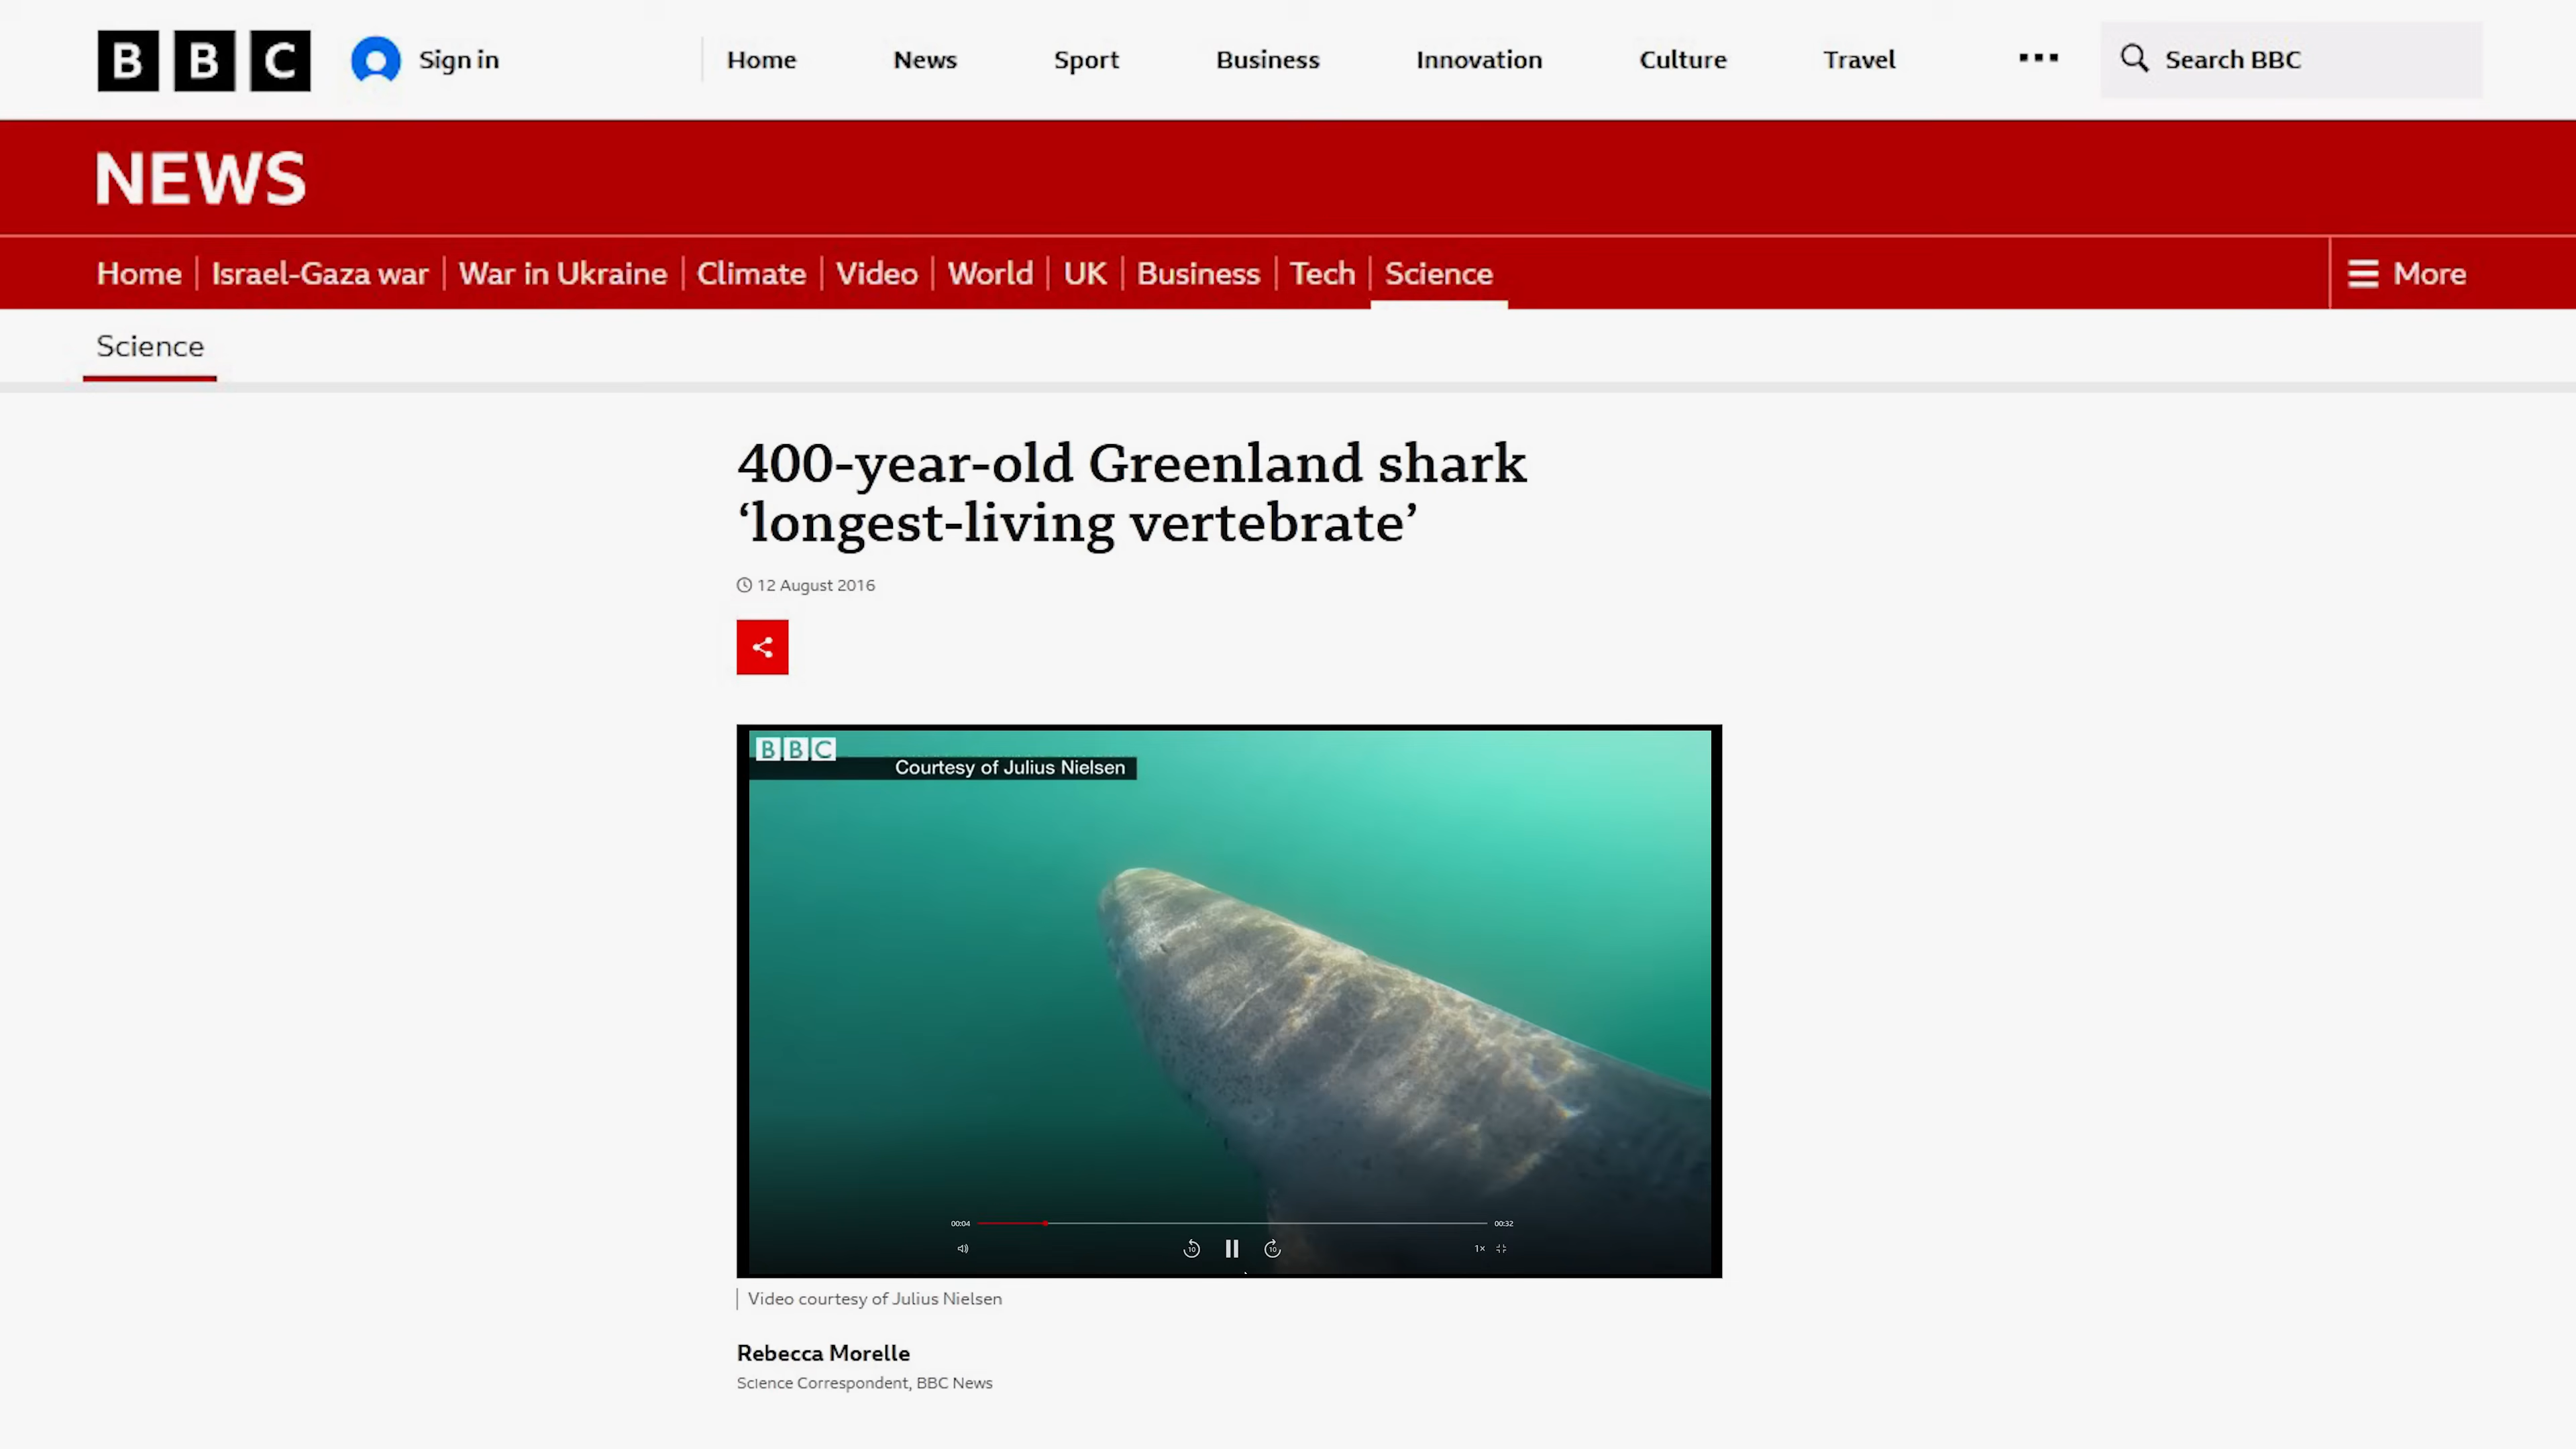 BBC Sign in Home News Sport Business Innovation Culture Travel ... Search BBC
NEWS
Home Israel-Gaza war War in Ukraine Climate Video World UK Business Tech Science More
Science
400-year-old Greenland shark
‘longest-living vertebrate’
12 August 2016
BBC
Courtesy of Julius Nielsen
00:04 00:32
10 10 1×
Video courtesy of Julius Nielsen
Rebecca Morelle
Science Correspondent, BBC News